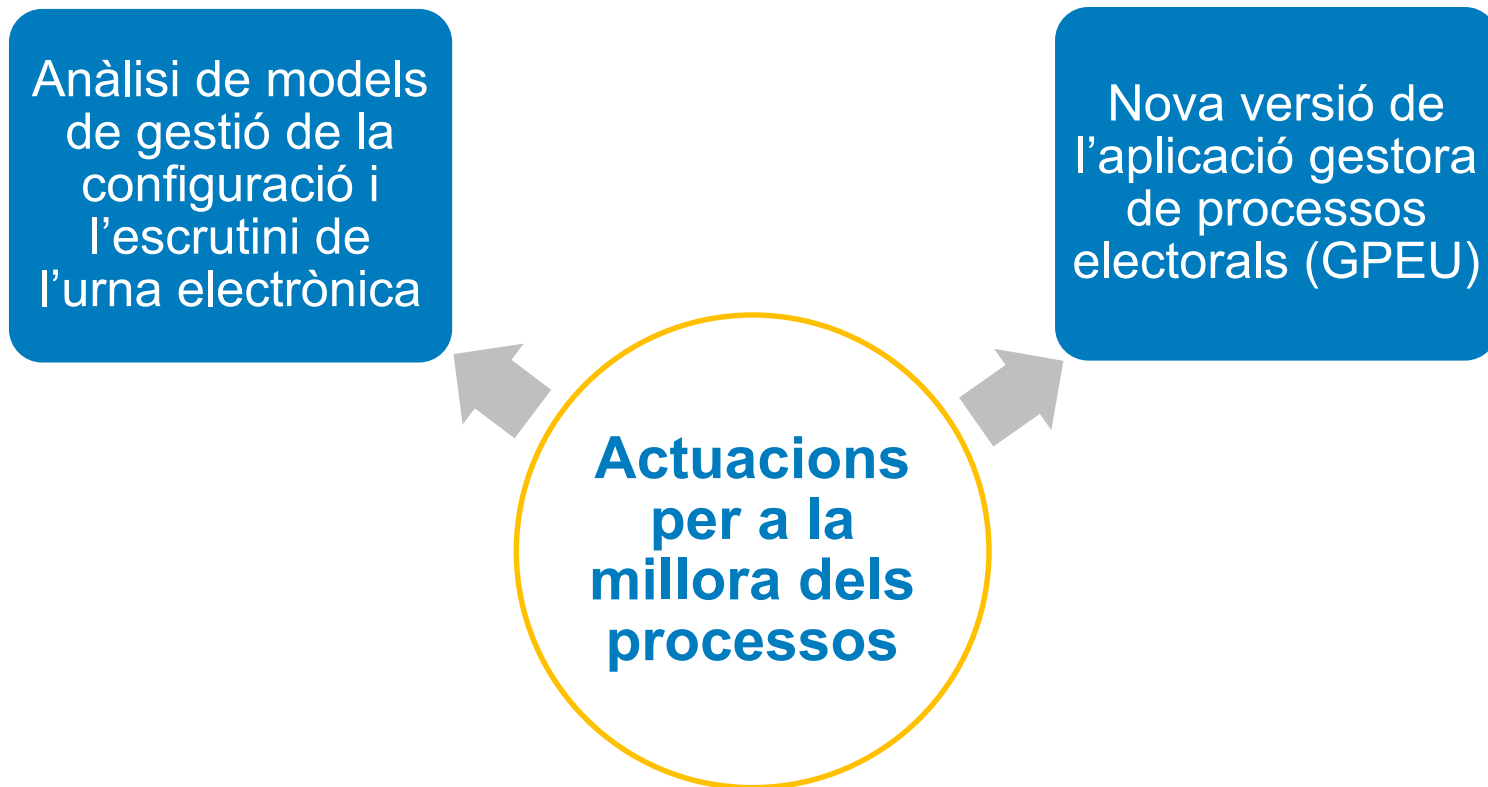 Anàlisi de models
de gestió de la
configuració i
l’escrutini de
l’urna electrònica
Nova versió de
l’aplicació gestora
de processos
electorals (GPEU)
Actuacions
per a la
millora dels
processos